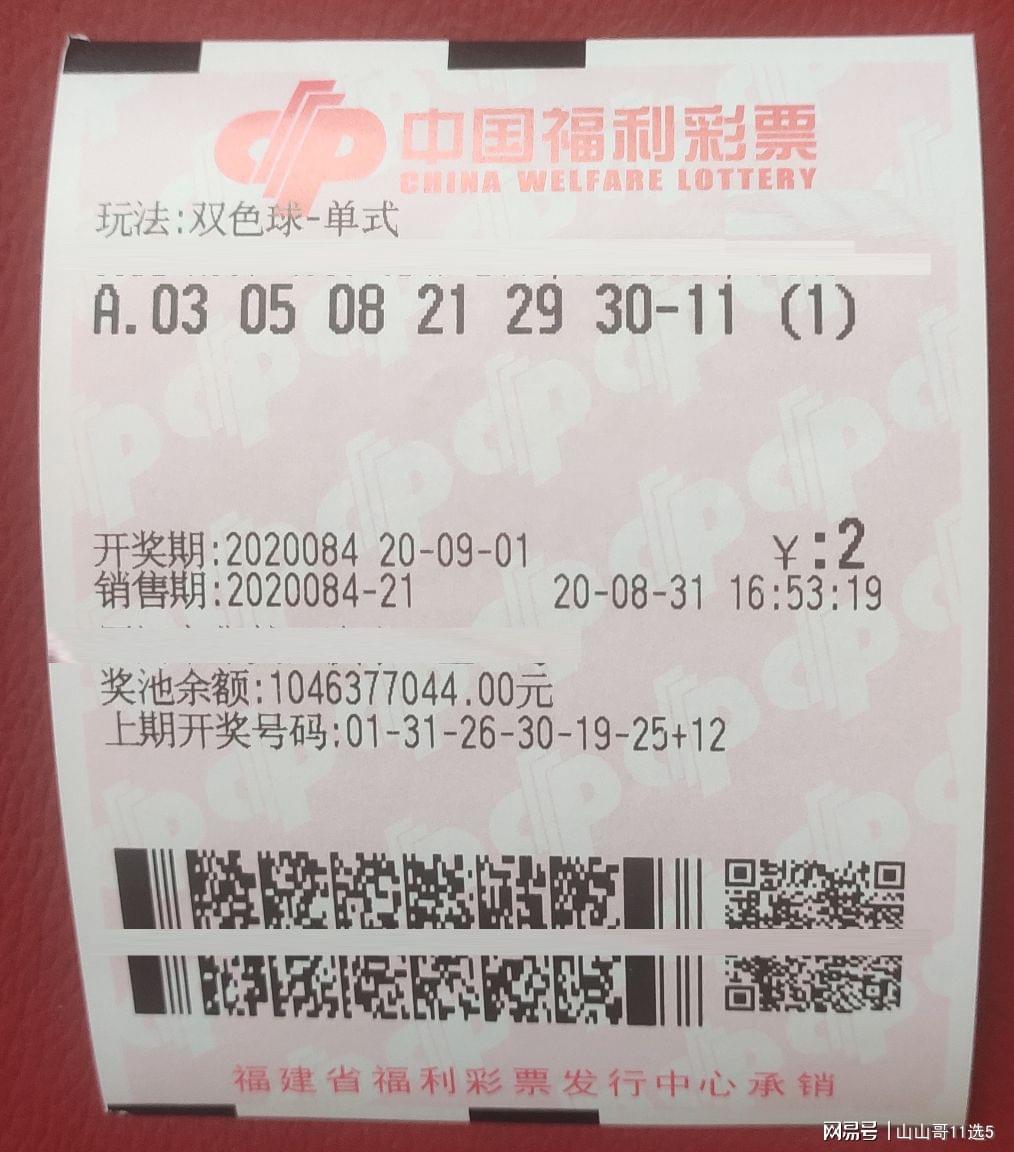 中国福利彩票
CHINA WELFARE LOTTERY
玩法:双色球-单式
A.03 05 08 21 29 30-11 (1)
开奖期:2020084 20-09-01 ¥:2
销售期:2020084-21 20-08-31 16:53:19
奖池余额:1046377044.00元
上期开奖号码:01-31-26-30-19-25+12
福建省福利彩票发行中心承销
网易号 | 山山哥11选5